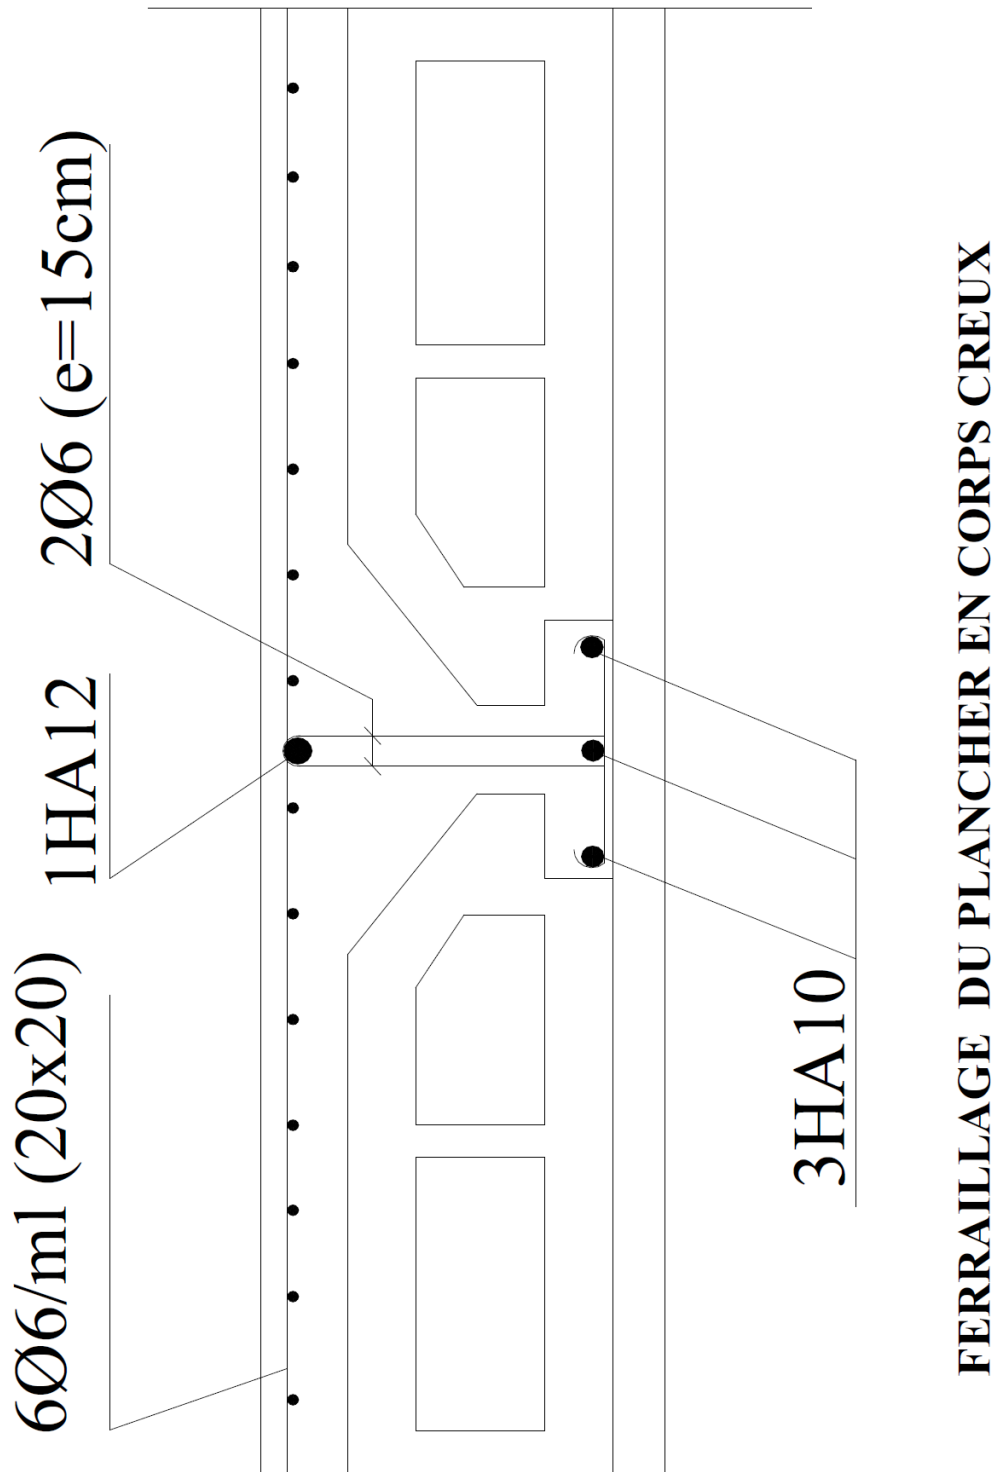 6Ø6/ml (20x20)
1HA12
2Ø6 (e=15cm)
3HA10
FERRAILLAGE DU PLANCHER EN CORPS CREUX